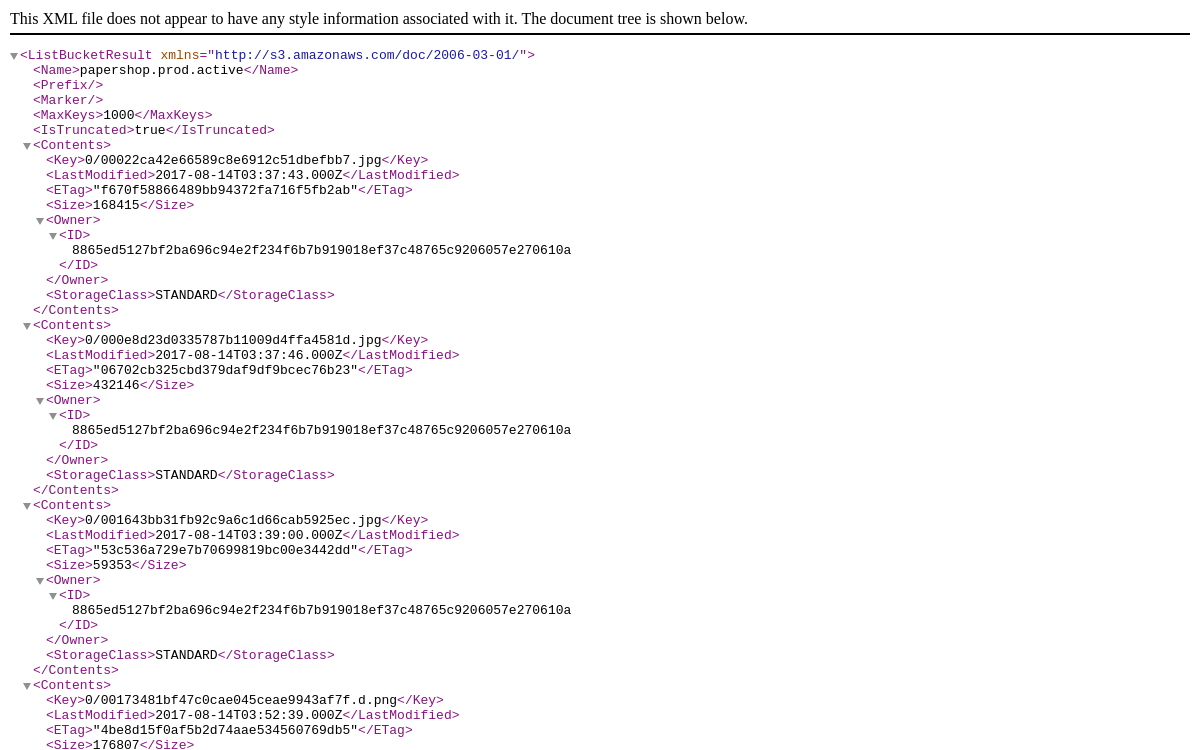 This XML file does not appear to have any style information associated with it. The document tree is shown below.
<ListBucketResult xmlns="http://s3.amazonaws.com/doc/2006-03-01/">
<Name>papershop.prod.active</Name>
<Prefix/>
<Marker/>
<MaxKeys>1000</MaxKeys>
<IsTruncated>true</IsTruncated>
<Contents>
<Key>0/00022ca42e66589c8e6912c51dbefbb7.jpg</Key>
<LastModified>2017-08-14T03:37:43.000Z</LastModified>
<ETag>"f670f58866489bb94372fa716f5fb2ab"</ETag>
<Size>168415</Size>
<Owner>
<ID>
8865ed5127bf2ba696c94e2f234f6b7b919018ef37c48765c9206057e270610a
</ID>
</Owner>
<StorageClass>STANDARD</StorageClass>
</Contents>
<Contents>
<Key>0/000e8d23d0335787b11009d4ffa4581d.jpg</Key>
<LastModified>2017-08-14T03:37:46.000Z</LastModified>
<ETag>"06702cb325cbd379daf9df9bcec76b23"</ETag>
<Size>432146</Size>
<Owner>
<ID>
8865ed5127bf2ba696c94e2f234f6b7b919018ef37c48765c9206057e270610a
</ID>
</Owner>
<StorageClass>STANDARD</StorageClass>
</Contents>
<Contents>
<Key>0/001643bb31fb92c9a6c1d66cab5925ec.jpg</Key>
<LastModified>2017-08-14T03:39:00.000Z</LastModified>
<ETag>"53c536a729e7b70699819bc00e3442dd"</ETag>
<Size>59353</Size>
<Owner>
<ID>
8865ed5127bf2ba696c94e2f234f6b7b919018ef37c48765c9206057e270610a
</ID>
</Owner>
<StorageClass>STANDARD</StorageClass>
</Contents>
<Contents>
<Key>0/00173481bf47c0cae045ceae9943af7f.d.png</Key>
<LastModified>2017-08-14T03:52:39.000Z</LastModified>
<ETag>"4be8d15f0af5b2d74aae534560769db5"</ETag>
<Size>176807</Size>